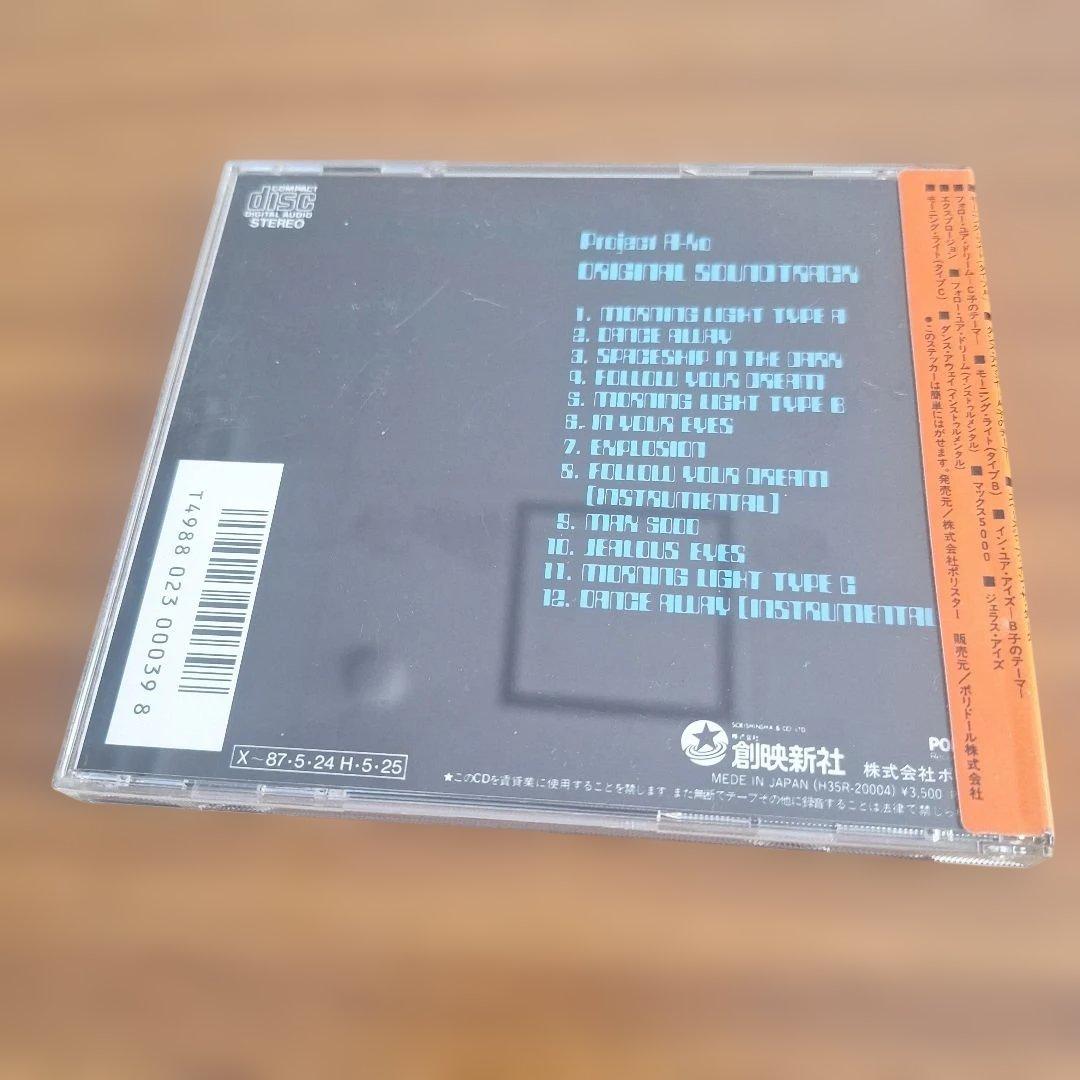 COMPACT
disc
DIGITAL AUDIO
STEREO
Project A-ko
ORIGINAL SOUNDTRACK
1. MORNING LIGHT TYPE A
2. DANCE AWAY
3. SPACESHIP IN THE DARK
4. FOLLOW YOUR DREAM
5. MORNING LIGHT TYPE B
6. IN YOUR EYES
7. EXPLOSION
8. FOLLOW YOUR DREAM
[INSTRUMENTAL]
9. MAX 5000
10. JEALOUS EYES
11. MORNING LIGHT TYPE C
12. DANCE AWAY [INSTRUMENTAL
T4988 023 00039 8
X~87・5・24 H・5・25
SOEISHINSHA & CO. LTD.
株式会社
創映新社
株式会社ポ
PO
MEDE IN JAPAN (H35R-20004) ¥3,500
★このCDを賃貸業に使用することを禁じます また無断でテープその他に録音することは法律で禁じ
■ジェラス・アイズ
■モーニング・ライト(タイプB) ■イン・ユア・アイズ—B子のテーマ—
■フォロー・ユア・ドリーム—C子のテーマ—
■マックス5000
■エクスプロージョン ■フォロー・ユア・ドリーム(インストゥルメンタル)
■モーニング・ライト(タイプC) ■ダンス・アウェイ(インストゥルメンタル)
●このステッカーは簡単にはがせます。発売元/株式会社ポリスター 販売元/ポリドール株式会社